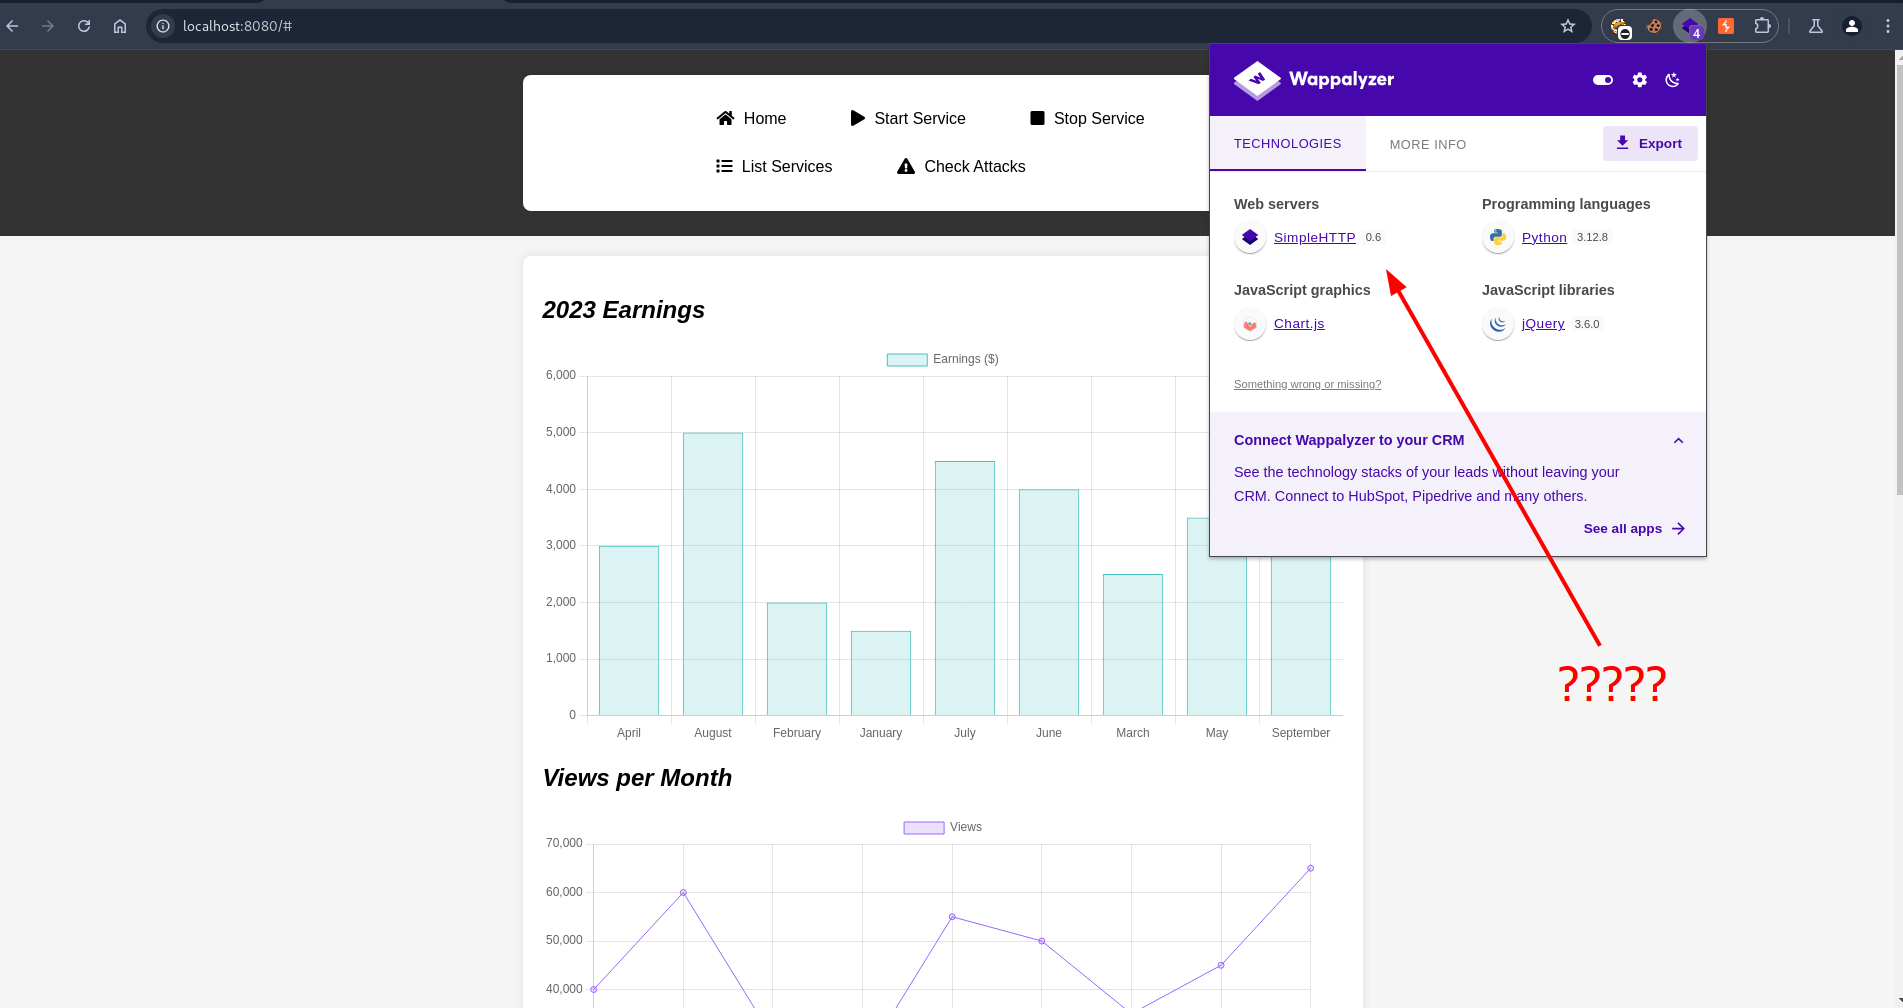 localhost:8080/#
4
Wappalyzer
Home
Start Service
Stop Service
List Services
Check Attacks
TECHNOLOGIES
MORE INFO
Export
Web servers
SimpleHTTP 0.6
Programming languages
Python 3.12.8
JavaScript graphics
Chart.js
JavaScript libraries
jQuery 3.6.0
Something wrong or missing?
Connect Wappalyzer to your CRM
See the technology stacks of your leads without leaving your
CRM. Connect to HubSpot, Pipedrive and many others.
See all apps
?????
2023 Earnings
Earnings ($)
6,000
5,000
4,000
3,000
2,000
1,000
0
April August February January July June March May September
Views per Month
Views
70,000
60,000
50,000
40,000